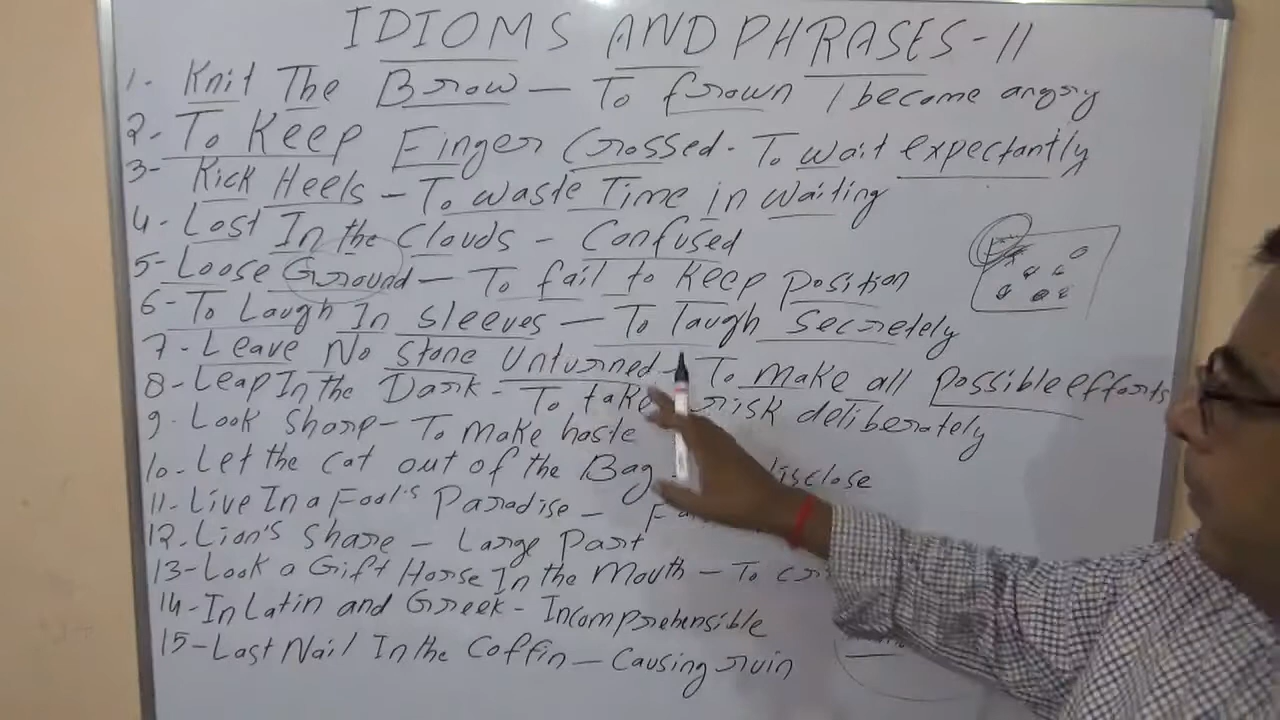 IDIOMS AND PHRASES-II
1- Knit The Brow — To frown / become angry
2- To Keep Finger Crossed - To wait expectantly
3- Kick Heels - To waste Time in waiting
4- Lost In the Clouds - Confused
5- Loose Ground - To fail to keep position
6- To Laugh In sleeves - To laugh secretely
7- Leave No stone Unturned - To make all possible efforts
8- Leap In the Dark - To take risk deliberately
9- Look Sharp - To make haste
10- Let the Cat out of the Bag - disclose
11- Live In a Fool's Paradise -
12- Lion's Share - Large Part
13- Look a Gift Horse In the Mouth - To
14- In Latin and Greek - Incomprehensible
15- Last Nail In the Coffin - Causing ruin